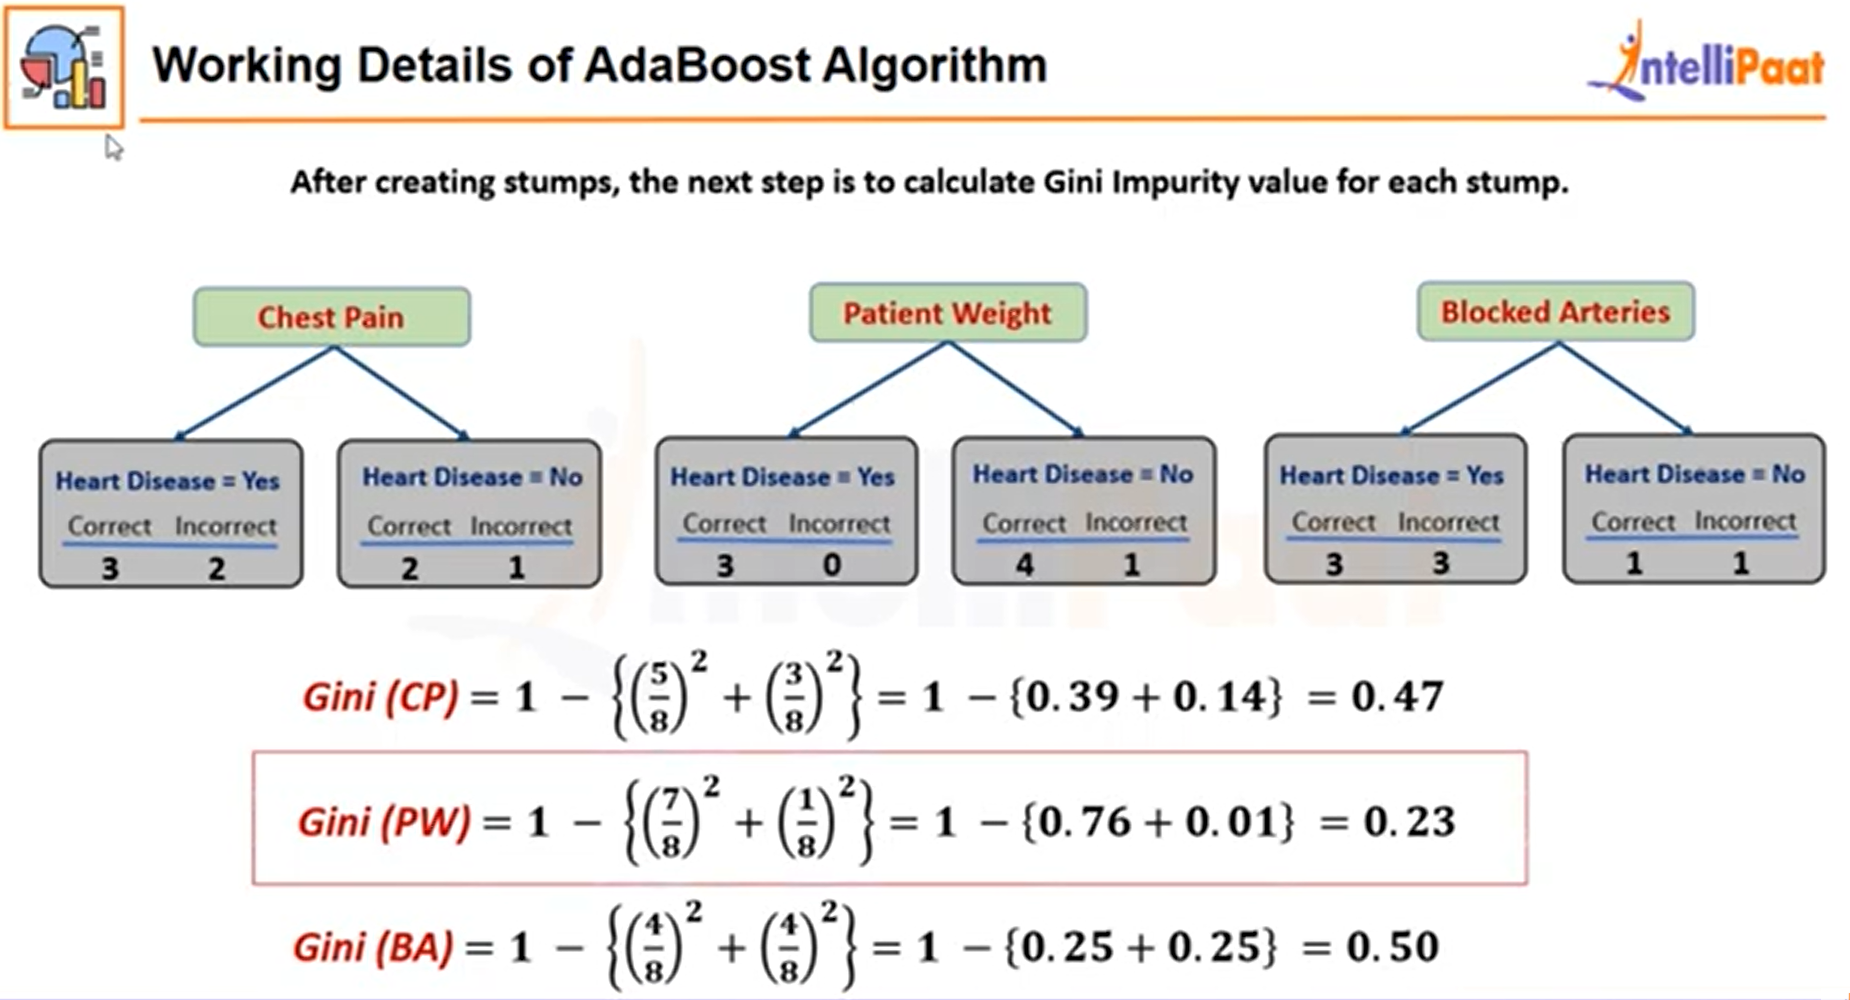 Working Details of AdaBoost Algorithm
IntelliPaat
After creating stumps, the next step is to calculate Gini Impurity value for each stump.
Chest Pain
Heart Disease = Yes
Correct Incorrect
3 2
Heart Disease = No
Correct Incorrect
2 1
Patient Weight
Heart Disease = Yes
Correct Incorrect
3 0
Heart Disease = No
Correct Incorrect
4 1
Blocked Arteries
Heart Disease = Yes
Correct Incorrect
3 3
Heart Disease = No
Correct Incorrect
1 1
Gini (CP) = 1 − {(5/8)² + (3/8)²} = 1 − {0.39 + 0.14} = 0.47
Gini (PW) = 1 − {(7/8)² + (1/8)²} = 1 − {0.76 + 0.01} = 0.23
Gini (BA) = 1 − {(4/8)² + (4/8)²} = 1 − {0.25 + 0.25} = 0.50